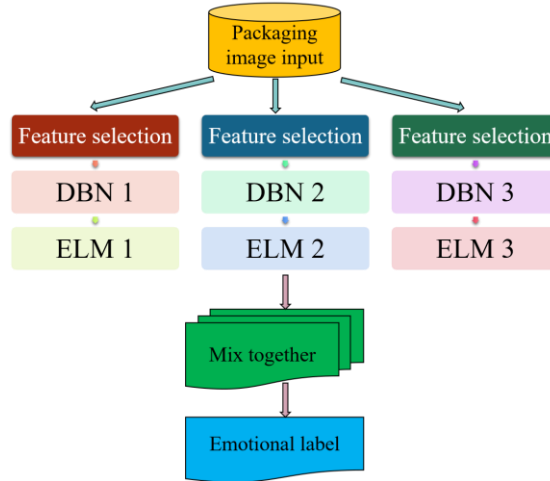 Packaging
image input
Feature selection
Feature selection
Feature selection
DBN 1
DBN 2
DBN 3
ELM 1
ELM 2
ELM 3
Mix together
Emotional label